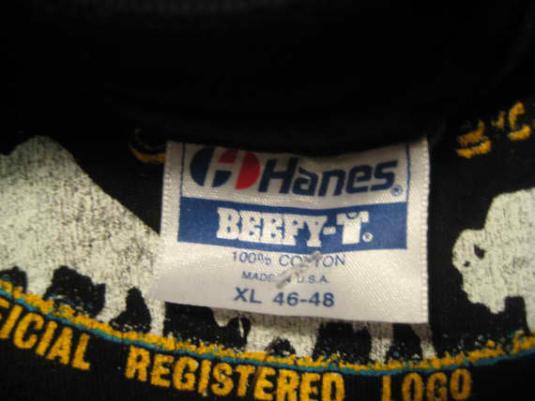 Hanes®
BEEFY-T®
100% COTTON
MADE IN U.S.A.
XL 46-48
OFFICIAL REGISTERED LOGO